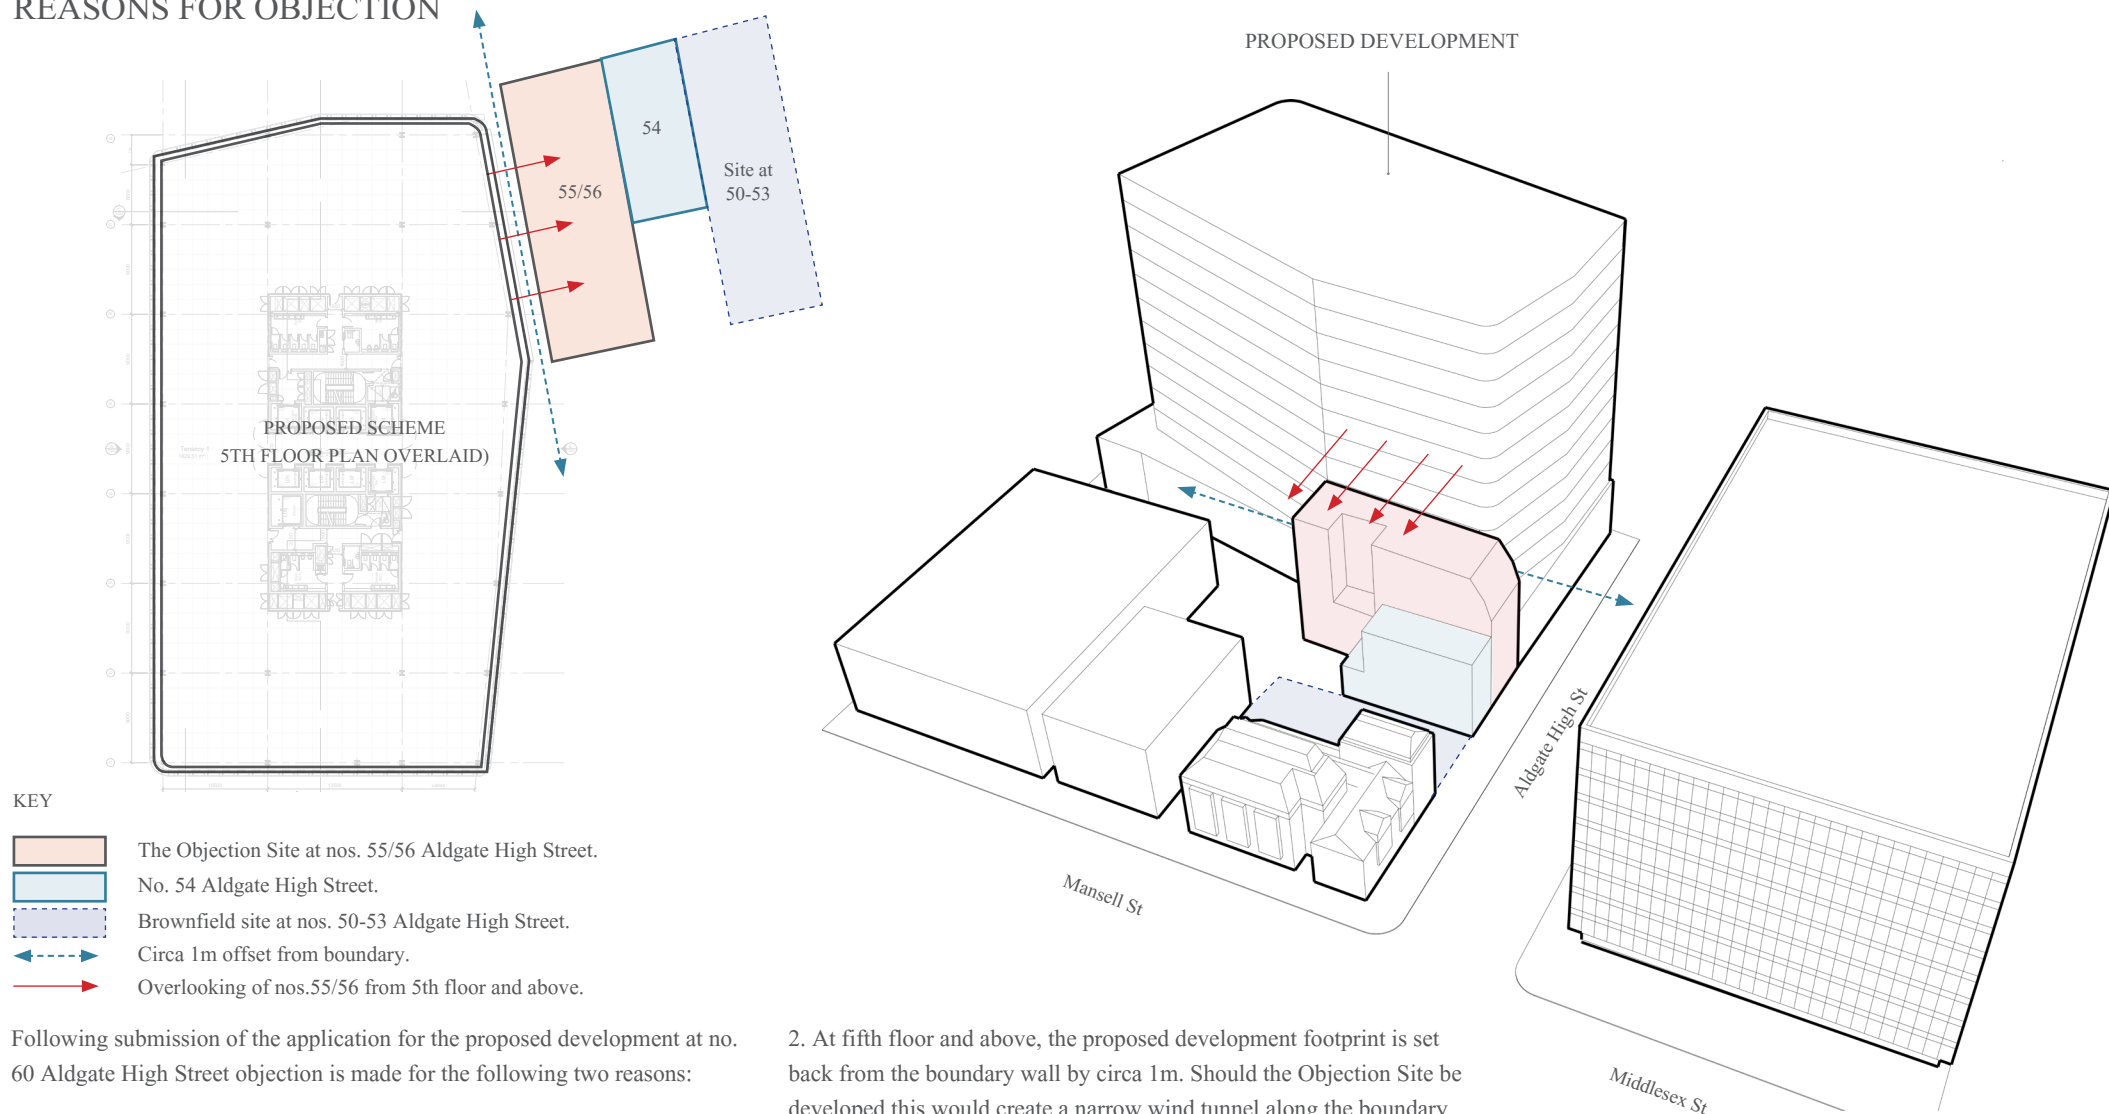 REASONS FOR OBJECTION
PROPOSED DEVELOPMENT
54
55/56
Site at
50-53
PROPOSED SCHEME
5TH FLOOR PLAN OVERLAID)
Aldgate High St
Mansell St
Middlesex St
KEY
The Objection Site at nos. 55/56 Aldgate High Street.
No. 54 Aldgate High Street.
Brownfield site at nos. 50-53 Aldgate High Street.
Circa 1m offset from boundary.
Overlooking of nos.55/56 from 5th floor and above.
Following submission of the application for the proposed development at no.
60 Aldgate High Street objection is made for the following two reasons:
2. At fifth floor and above, the proposed development footprint is set
back from the boundary wall by circa 1m. Should the Objection Site be
developed this would create a narrow wind tunnel along the boundary